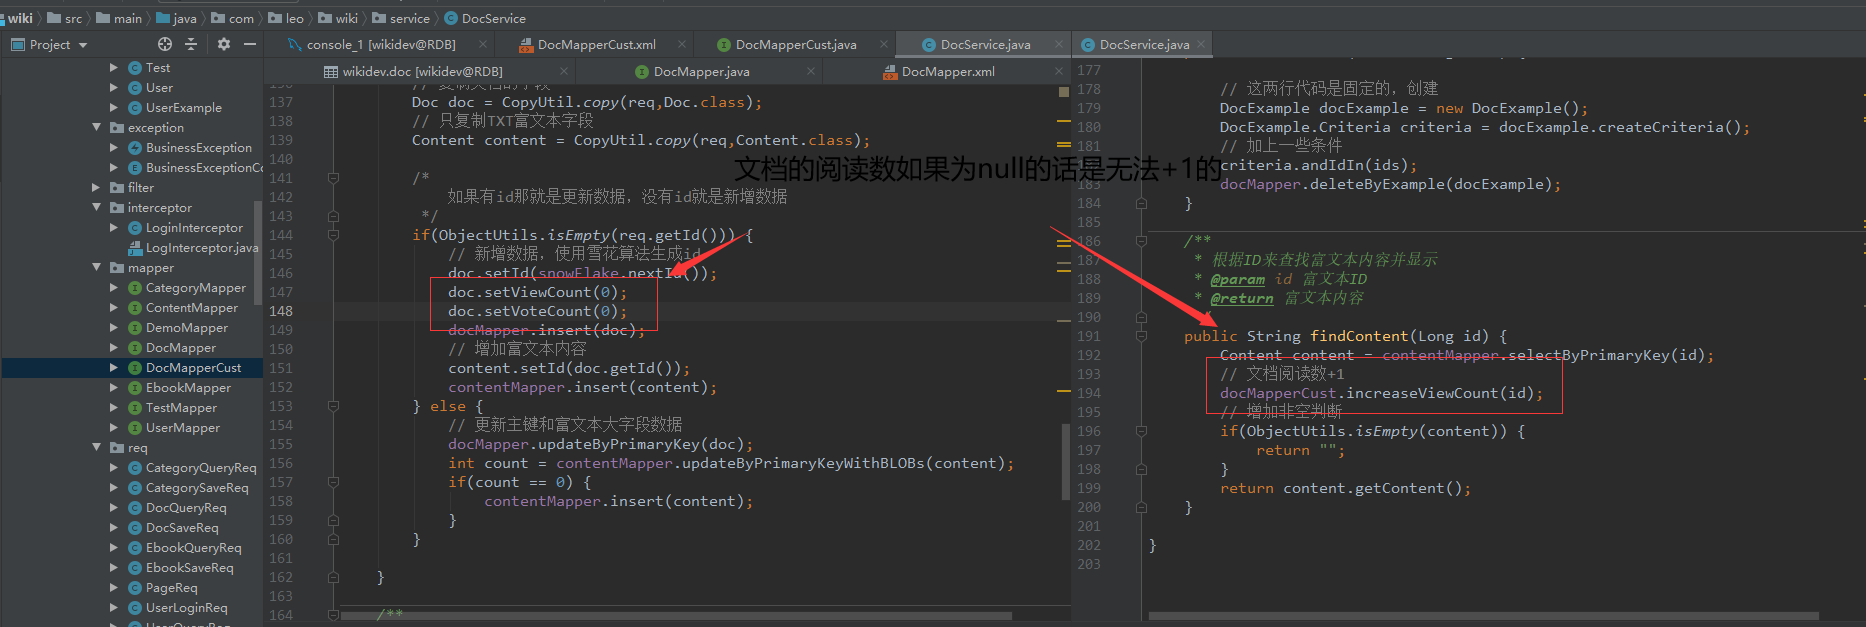 wiki src main java com leo wiki service DocService
Project
console_1 [wikidev@RDB] DocMapperCust.xml DocMapperCust.java DocService.java DocService.java
wikidev.doc [wikidev@RDB] DocMapper.java DocMapper.xml
Test
User
UserExample
exception
BusinessException
BusinessExceptionCo
filter
interceptor
LoginInterceptor
LogInterceptor.java
mapper
CategoryMapper
ContentMapper
DemoMapper
DocMapper
DocMapperCust
EbookMapper
TestMapper
UserMapper
req
CategoryQueryReq
CategorySaveReq
DocQueryReq
DocSaveReq
EbookQueryReq
EbookSaveReq
PageReq
UserLoginReq
UserQueryReq
136 // 复制文档的字段
137 Doc doc = CopyUtil.copy(req,Doc.class);
138 // 只复制TXT富文本字段
139 Content content = CopyUtil.copy(req,Content.class);
140
141 /*
142 如果有id那就是更新数据，没有id就是新增数据
143 */
144 if(ObjectUtils.isEmpty(req.getId())) {
145 // 新增数据，使用雪花算法生成id
146 doc.setId(snowFlake.nextId());
147 doc.setViewCount(0);
148 doc.setVoteCount(0);
149 docMapper.insert(doc);
150 // 增加富文本内容
151 content.setId(doc.getId());
152 contentMapper.insert(content);
153 } else {
154 // 更新主键和富文本大字段数据
155 docMapper.updateByPrimaryKey(doc);
156 int count = contentMapper.updateByPrimaryKeyWithBLOBs(content);
157 if(count == 0) {
158 contentMapper.insert(content);
159 }
160 }
161
162 }
163
164 /**
文档的阅读数如果为null的话是无法+1的
177
178 // 这两行代码是固定的，创建
179 DocExample docExample = new DocExample();
180 DocExample.Criteria criteria = docExample.createCriteria();
181 // 加上一些条件
criteria.andIdIn(ids);
183 docMapper.deleteByExample(docExample);
184 }
185
186 /**
187 * 根据ID来查找富文本内容并显示
188 * @param id 富文本ID
189 * @return 富文本内容
190
191 public String findContent(Long id) {
192 Content content = contentMapper.selectByPrimaryKey(id);
193 // 文档阅读数+1
194 docMapperCust.increaseViewCount(id);
195 // 增加非空判断
196 if(ObjectUtils.isEmpty(content)) {
197 return "";
198 }
199 return content.getContent();
200 }
201
202 }
203